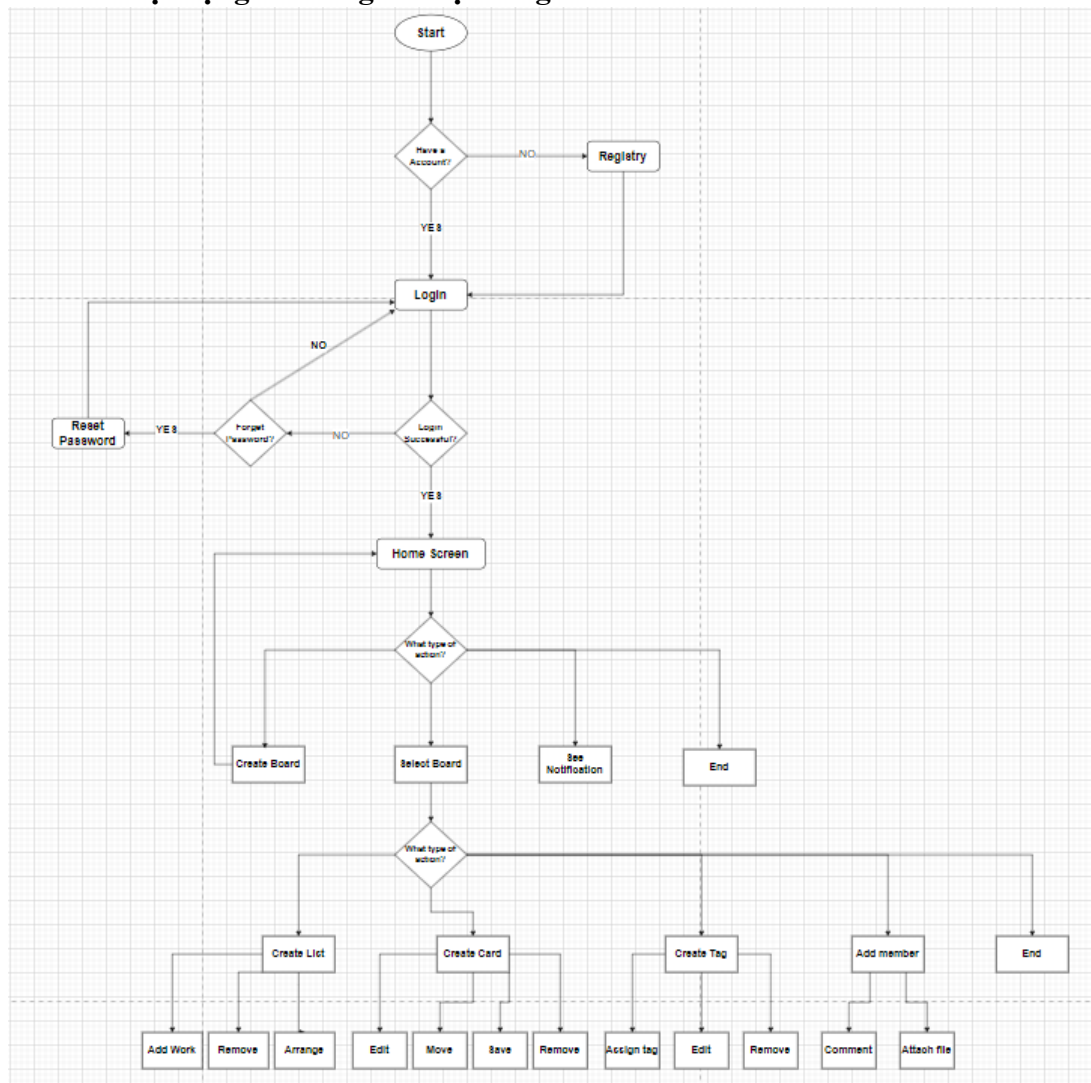 Start
Have a
Account?
NO
Registry
YES
Login
NO
Reset
Password
YES
Forget
Password?
NO
Login
Successful?
YES
Home Screen
What type of
action?
Create Board
Select Board
See
Notification
End
What type of
action?
Create List
Create Card
Create Tag
Add member
End
Add Work
Remove
Arrange
Edit
Move
Save
Remove
Assign tag
Edit
Remove
Comment
Attach file